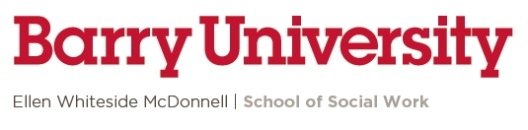 Barry University
Ellen Whiteside McDonnell | School of Social Work